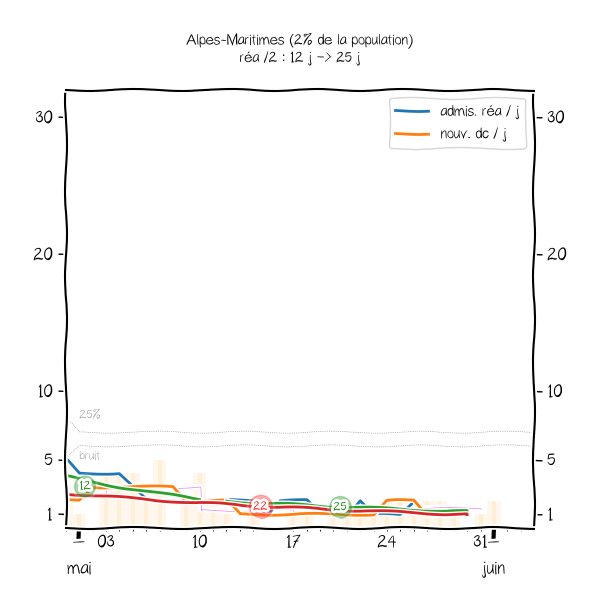 Alpes-Maritimes (2% de la population)
réa /2 : 12 j -> 25 j
admis. réa / j
nouv. dc / j
30
30
20
20
10
10
25%
5
5
bruit
12
22
25
1
1
03
10
17
24
31
mai
juin